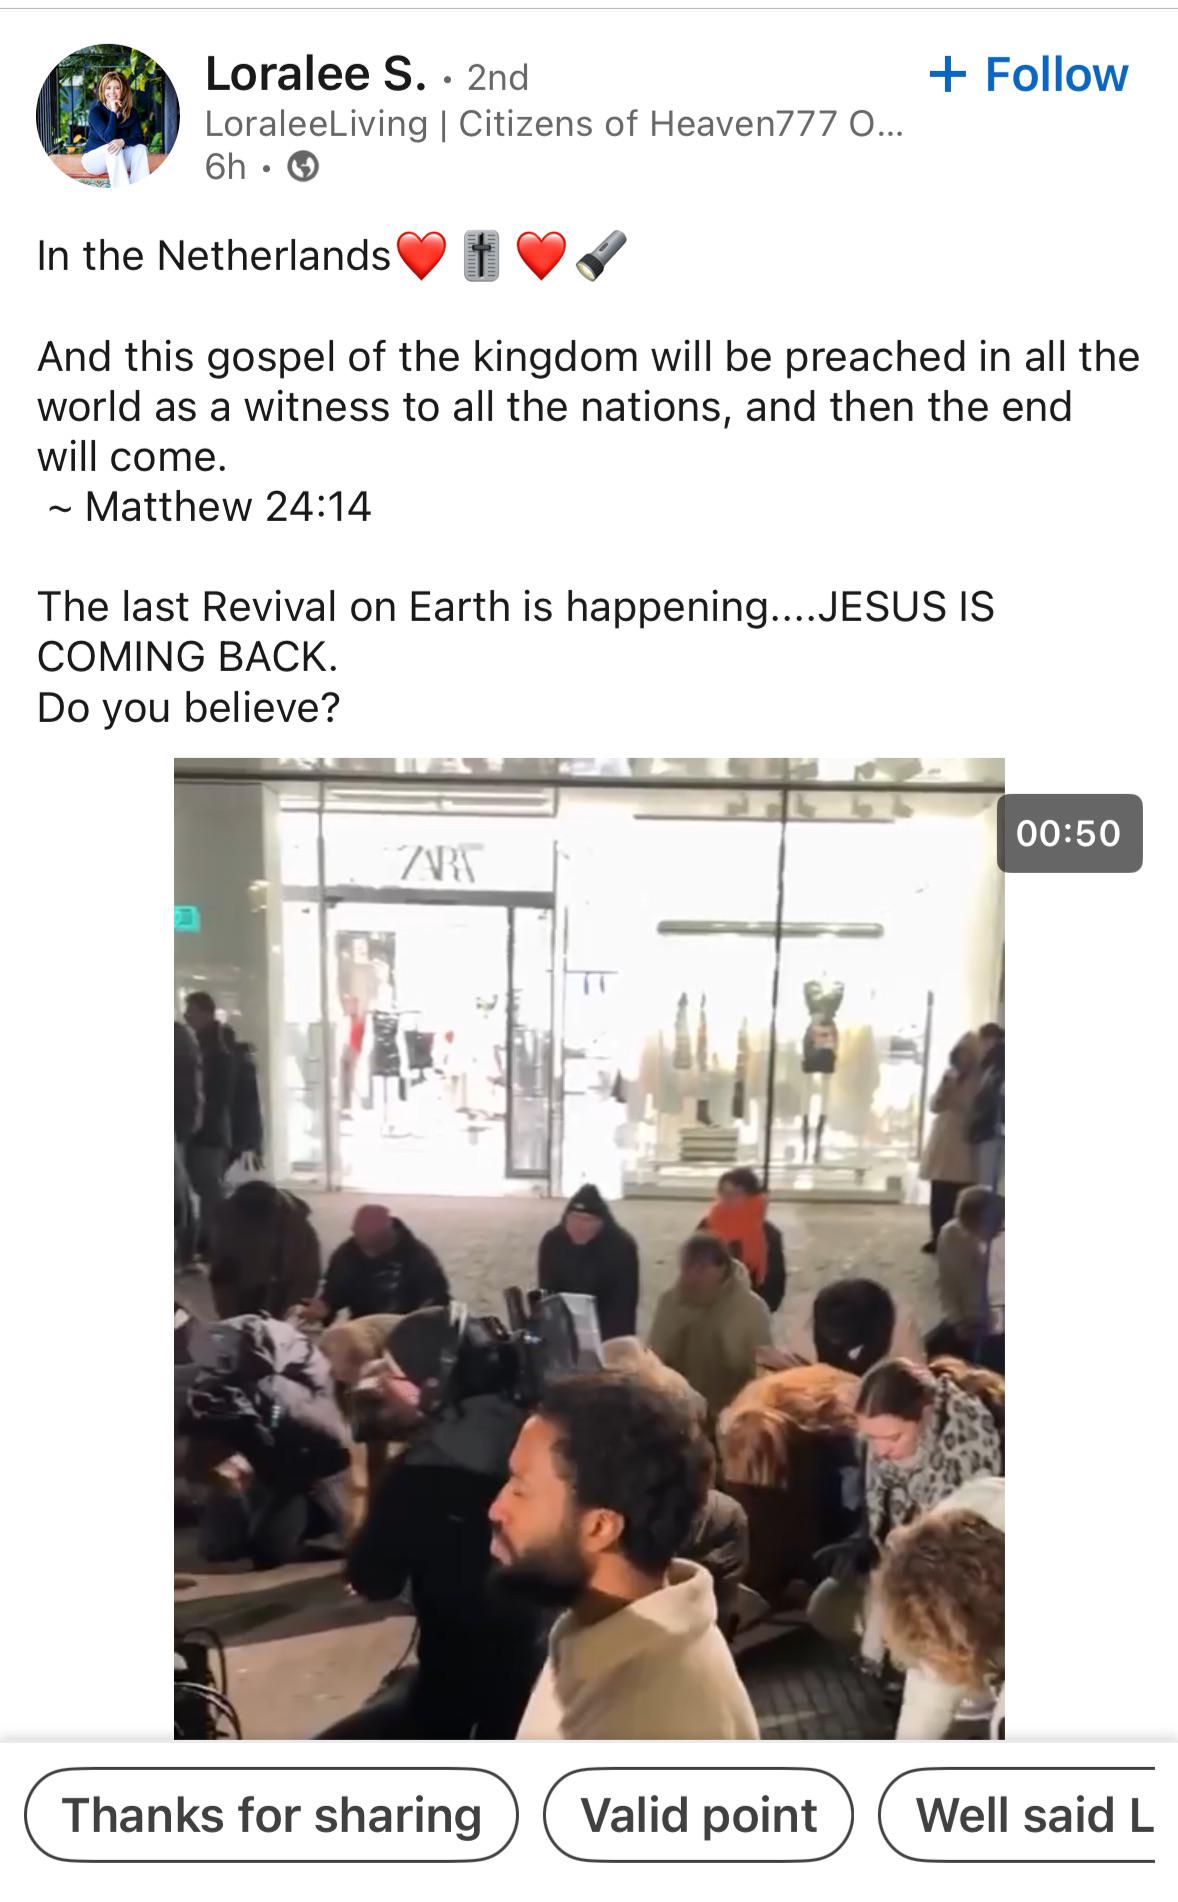 Loralee S. • 2nd
+ Follow
LoraleeLiving | Citizens of Heaven777 O...
6h •
In the Netherlands❤️🎚️❤️🔦
And this gospel of the kingdom will be preached in all the
world as a witness to all the nations, and then the end
will come.
~ Matthew 24:14
The last Revival on Earth is happening....JESUS IS
COMING BACK.
Do you believe?
00:50
ZARA
Thanks for sharing
Valid point
Well said L